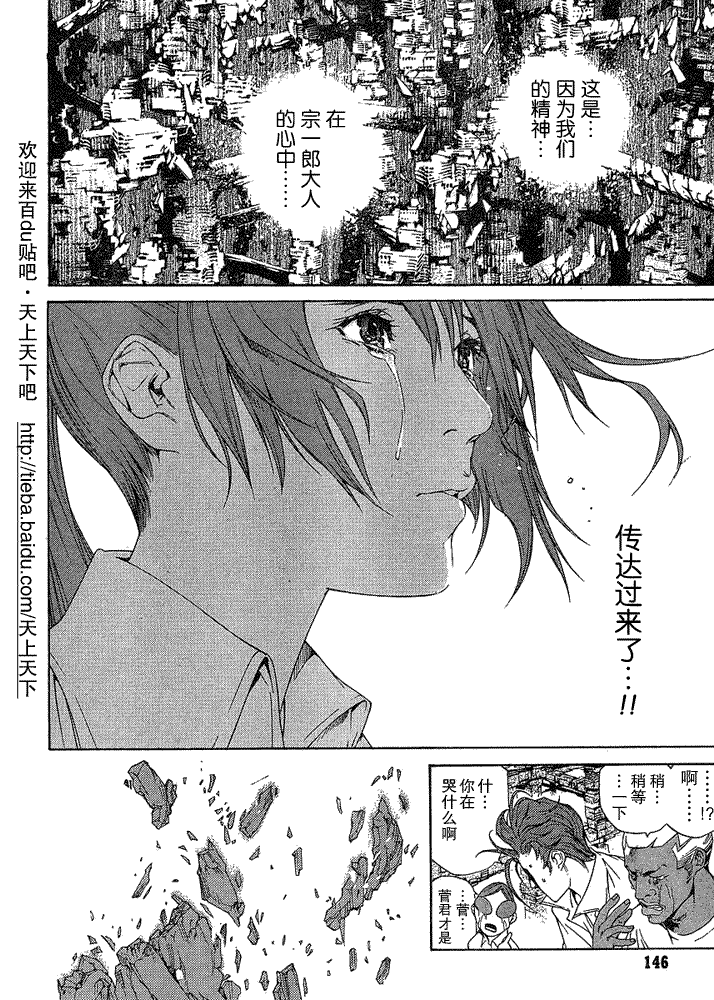 这是…
因为我们
的精神…
在
宗一郎大人
的心中……
传达过来了…!!
啊……
……!?
稍…
稍等
…一下
什…
你在
哭什么啊
菅…
菅君才是
146
欢迎来百du贴吧·天上天下吧 http://tieba.baidu.com/天上天下